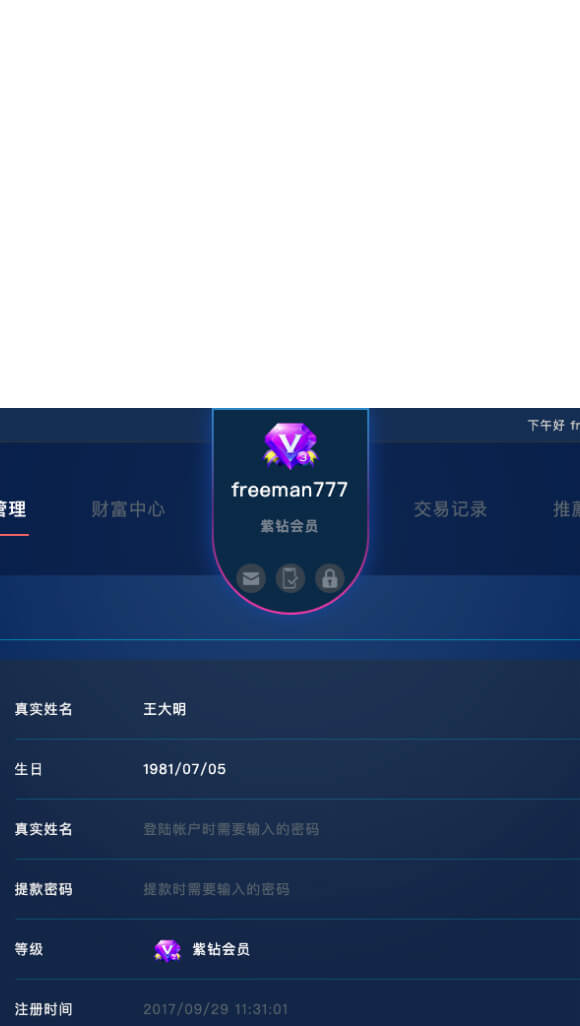 下午好 fr
管理
财富中心
V
3
freeman777
紫钻会员
交易记录
推
真实姓名 王大明
生日 1981/07/05
真实姓名 登陆帐户时需要输入的密码
提款密码 提款时需要输入的密码
等级 紫钻会员
注册时间 2017/09/29 11:31:01